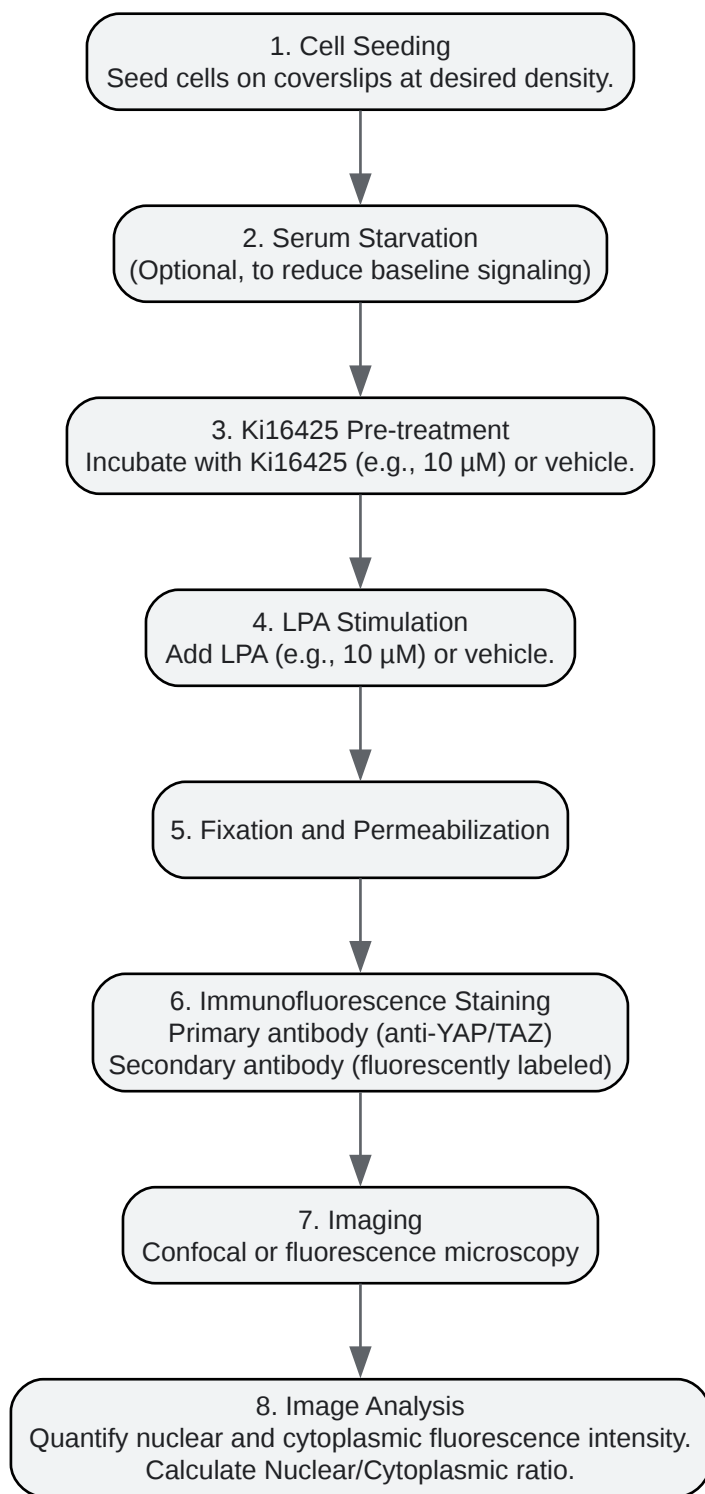 1. Cell Seeding
Seed cells on coverslips at desired density.
2. Serum Starvation
(Optional, to reduce baseline signaling)
3. Ki16425 Pre-treatment
Incubate with Ki16425 (e.g., 10 µM) or vehicle.
4. LPA Stimulation
Add LPA (e.g., 10 µM) or vehicle.
5. Fixation and Permeabilization
6. Immunofluorescence Staining
Primary antibody (anti-YAP/TAZ)
Secondary antibody (fluorescently labeled)
7. Imaging
Confocal or fluorescence microscopy
8. Image Analysis
Quantify nuclear and cytoplasmic fluorescence intensity.
Calculate Nuclear/Cytoplasmic ratio.